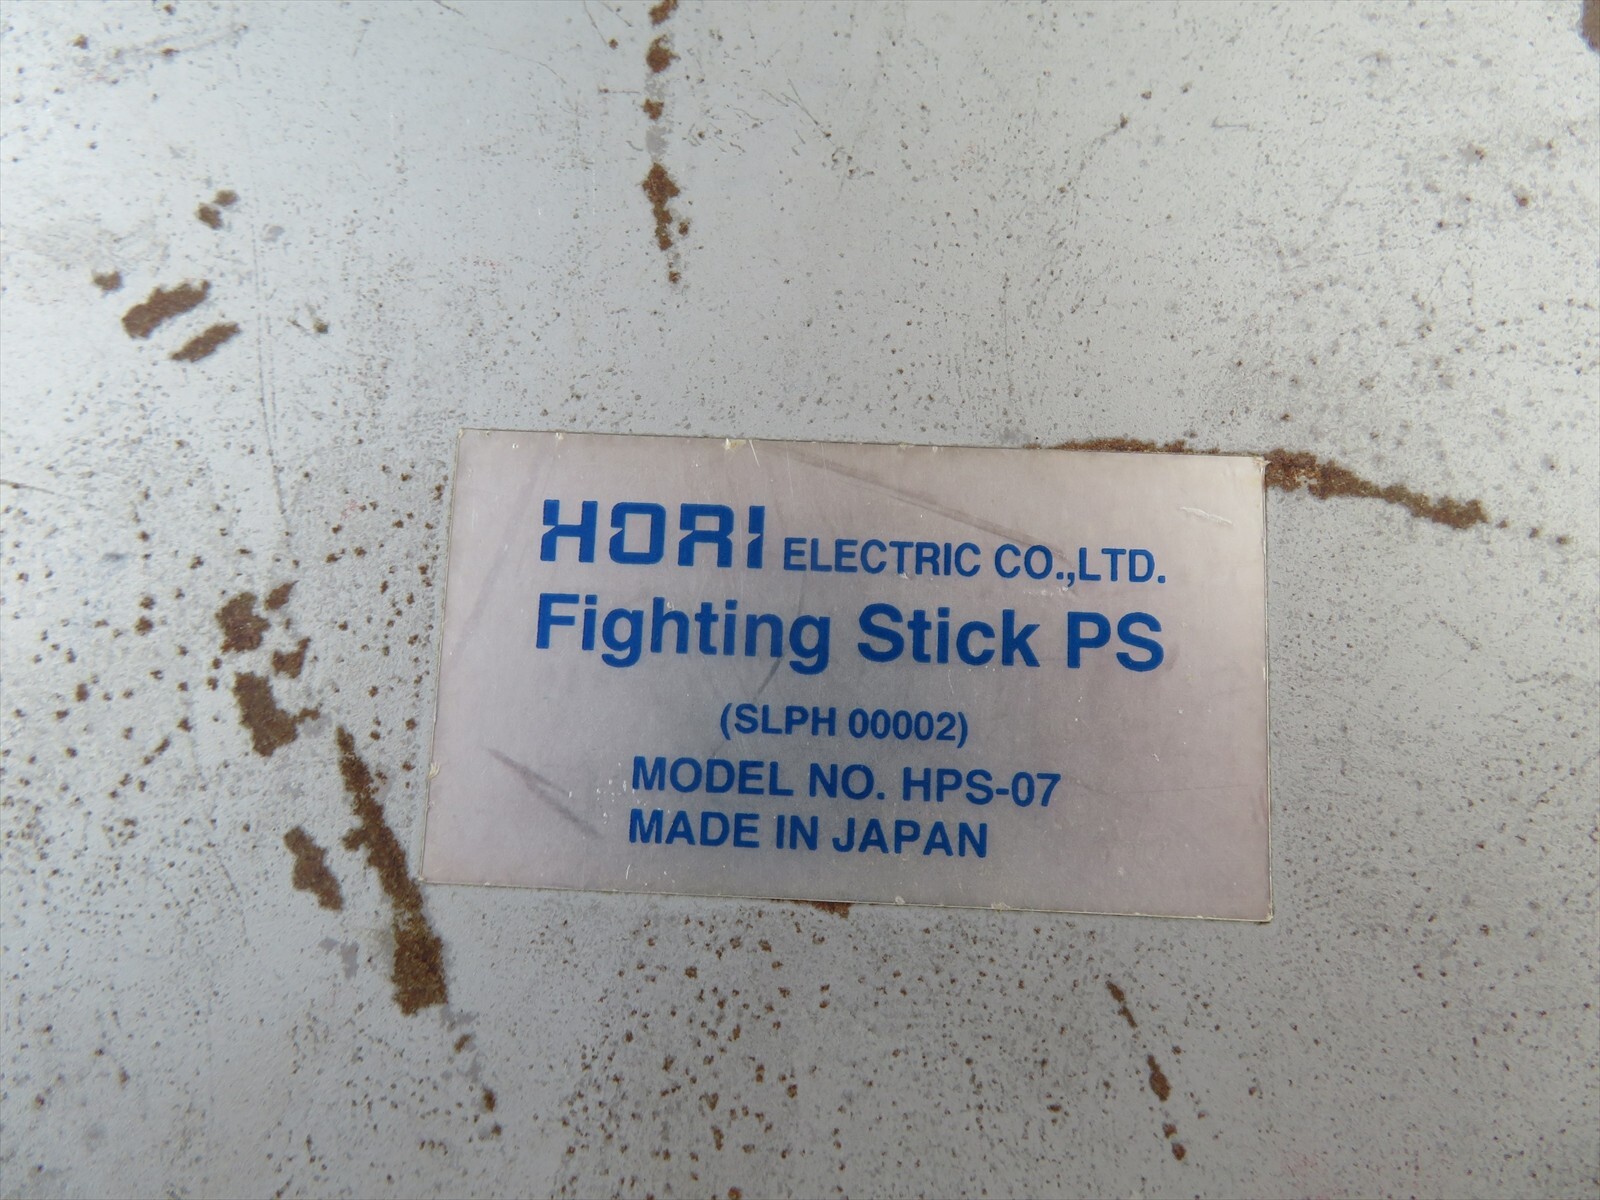 HORI ELECTRIC CO.,LTD.
Fighting Stick PS
(SLPH 00002)
MODEL NO. HPS-07
MADE IN JAPAN